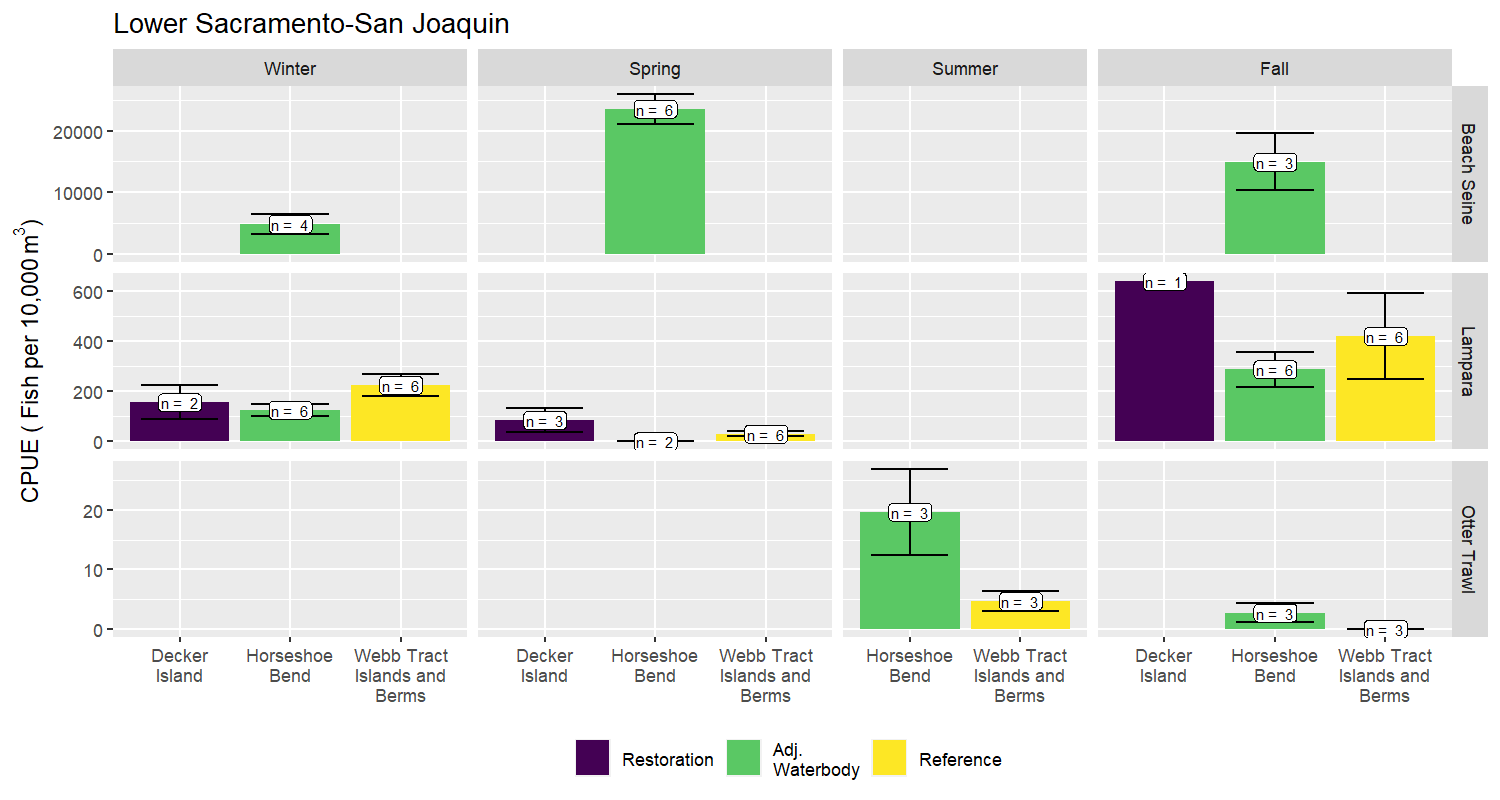 Lower Sacramento-San Joaquin
Winter
Spring
Summer
Fall
CPUE ( Fish per 10,000 m³)
20000
10000
0
n = 4
n = 6
n = 3
Beach Seine
600
400
200
0
n = 2
n = 6
n = 6
n = 3
n = 2
n = 6
n = 1
n = 6
n = 6
Lampara
20
10
0
n = 3
n = 3
n = 3
n = 3
Otter Trawl
Decker
Island
Horseshoe
Bend
Webb Tract
Islands and
Berms
Decker
Island
Horseshoe
Bend
Webb Tract
Islands and
Berms
Horseshoe
Bend
Webb Tract
Islands and
Berms
Decker
Island
Horseshoe
Bend
Webb Tract
Islands and
Berms
Restoration
Adj.
Waterbody
Reference